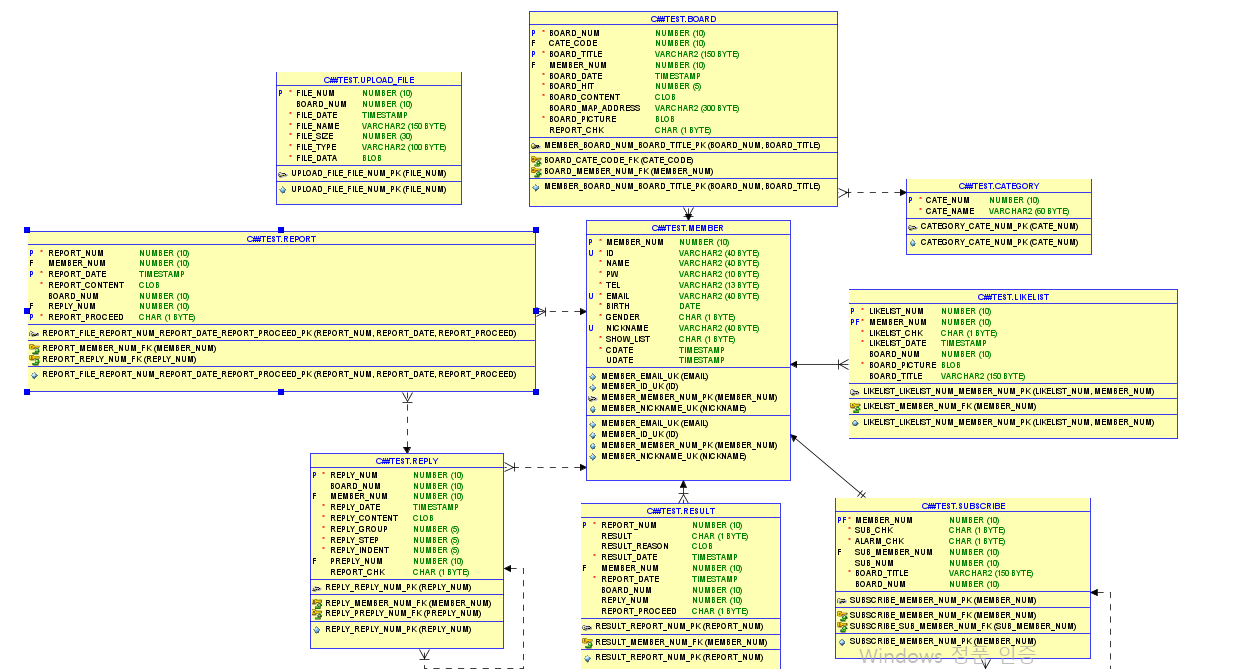 C##TEST.BOARD
P * BOARD_NUM NUMBER (10)
F CATE_CODE NUMBER (10)
P * BOARD_TITLE VARCHAR2 (150 BYTE)
F MEMBER_NUM NUMBER (10)
* BOARD_DATE TIMESTAMP
* BOARD_HIT NUMBER (5)
* BOARD_CONTENT CLOB
BOARD_MAP_ADDRESS VARCHAR2 (300 BYTE)
* BOARD_PICTURE BLOB
REPORT_CHK CHAR (1 BYTE)
MEMBER_BOARD_NUM_BOARD_TITLE_PK (BOARD_NUM, BOARD_TITLE)
BOARD_CATE_CODE_FK (CATE_CODE)
BOARD_MEMBER_NUM_FK (MEMBER_NUM)
MEMBER_BOARD_NUM_BOARD_TITLE_PK (BOARD_NUM, BOARD_TITLE)
C##TEST.UPLOAD_FILE
P * FILE_NUM NUMBER (10)
BOARD_NUM NUMBER (10)
* FILE_DATE TIMESTAMP
* FILE_NAME VARCHAR2 (150 BYTE)
* FILE_SIZE NUMBER (30)
* FILE_TYPE VARCHAR2 (100 BYTE)
* FILE_DATA BLOB
UPLOAD_FILE_FILE_NUM_PK (FILE_NUM)
UPLOAD_FILE_FILE_NUM_PK (FILE_NUM)
C##TEST.CATEGORY
P * CATE_NUM NUMBER (10)
* CATE_NAME VARCHAR2 (60 BYTE)
CATEGORY_CATE_NUM_PK (CATE_NUM)
CATEGORY_CATE_NUM_PK (CATE_NUM)
C##TEST.REPORT
P * REPORT_NUM NUMBER (10)
F MEMBER_NUM NUMBER (10)
P * REPORT_DATE TIMESTAMP
* REPORT_CONTENT CLOB
BOARD_NUM NUMBER (10)
F REPLY_NUM NUMBER (10)
P * REPORT_PROCEED CHAR (1 BYTE)
REPORT_FILE_REPORT_NUM_REPORT_DATE_REPORT_PROCEED_PK (REPORT_NUM, REPORT_DATE, REPORT_PROCEED)
REPORT_MEMBER_NUM_FK (MEMBER_NUM)
REPORT_REPLY_NUM_FK (REPLY_NUM)
REPORT_FILE_REPORT_NUM_REPORT_DATE_REPORT_PROCEED_PK (REPORT_NUM, REPORT_DATE, REPORT_PROCEED)
C##TEST.MEMBER
P * MEMBER_NUM NUMBER (10)
U * ID VARCHAR2 (40 BYTE)
* NAME VARCHAR2 (40 BYTE)
* PW VARCHAR2 (10 BYTE)
* TEL VARCHAR2 (13 BYTE)
U * EMAIL VARCHAR2 (40 BYTE)
* BIRTH DATE
* GENDER CHAR (1 BYTE)
U NICKNAME VARCHAR2 (40 BYTE)
* SHOW_LIST CHAR (1 BYTE)
* CDATE TIMESTAMP
UDATE TIMESTAMP
MEMBER_EMAIL_UK (EMAIL)
MEMBER_ID_UK (ID)
MEMBER_MEMBER_NUM_PK (MEMBER_NUM)
MEMBER_NICKNAME_UK (NICKNAME)
MEMBER_EMAIL_UK (EMAIL)
MEMBER_ID_UK (ID)
MEMBER_MEMBER_NUM_PK (MEMBER_NUM)
MEMBER_NICKNAME_UK (NICKNAME)
C##TEST.LIKELIST
P * LIKELIST_NUM NUMBER (10)
PF * MEMBER_NUM NUMBER (10)
* LIKELIST_CHK CHAR (1 BYTE)
* LIKELIST_DATE TIMESTAMP
BOARD_NUM NUMBER (10)
* BOARD_PICTURE BLOB
BOARD_TITLE VARCHAR2 (150 BYTE)
LIKELIST_LIKELIST_NUM_MEMBER_NUM_PK (LIKELIST_NUM, MEMBER_NUM)
LIKELIST_MEMBER_NUM_FK (MEMBER_NUM)
LIKELIST_LIKELIST_NUM_MEMBER_NUM_PK (LIKELIST_NUM, MEMBER_NUM)
C##TEST.REPLY
P * REPLY_NUM NUMBER (10)
BOARD_NUM NUMBER (10)
F MEMBER_NUM NUMBER (10)
* REPLY_DATE TIMESTAMP
* REPLY_CONTENT CLOB
* REPLY_GROUP NUMBER (5)
* REPLY_STEP NUMBER (5)
* REPLY_INDENT NUMBER (5)
F PREPLY_NUM NUMBER (10)
REPORT_CHK CHAR (1 BYTE)
REPLY_REPLY_NUM_PK (REPLY_NUM)
REPLY_MEMBER_NUM_FK (MEMBER_NUM)
REPLY_PREPLY_NUM_FK (PREPLY_NUM)
REPLY_REPLY_NUM_PK (REPLY_NUM)
C##TEST.RESULT
P * REPORT_NUM NUMBER (10)
RESULT CHAR (1 BYTE)
RESULT_REASON CLOB
* RESULT_DATE TIMESTAMP
F MEMBER_NUM NUMBER (10)
* REPORT_DATE TIMESTAMP
BOARD_NUM NUMBER (10)
REPLY_NUM NUMBER (10)
REPORT_PROCEED CHAR (1 BYTE)
RESULT_REPORT_NUM_PK (REPORT_NUM)
RESULT_MEMBER_NUM_FK (MEMBER_NUM)
RESULT_REPORT_NUM_PK (REPORT_NUM)
C##TEST.SUBSCRIBE
PF * MEMBER_NUM NUMBER (10)
* SUB_CHK CHAR (1 BYTE)
* ALARM_CHK CHAR (1 BYTE)
F SUB_MEMBER_NUM NUMBER (10)
SUB_NUM NUMBER (10)
* BOARD_TITLE VARCHAR2 (150 BYTE)
BOARD_NUM NUMBER (10)
SUBSCRIBE_MEMBER_NUM_PK (MEMBER_NUM)
SUBSCRIBE_MEMBER_NUM_FK (MEMBER_NUM)
SUBSCRIBE_SUB_MEMBER_NUM_FK (SUB_MEMBER_NUM)
SUBSCRIBE_MEMBER_NUM_PK (MEMBER_NUM)
Windows 정품 인증